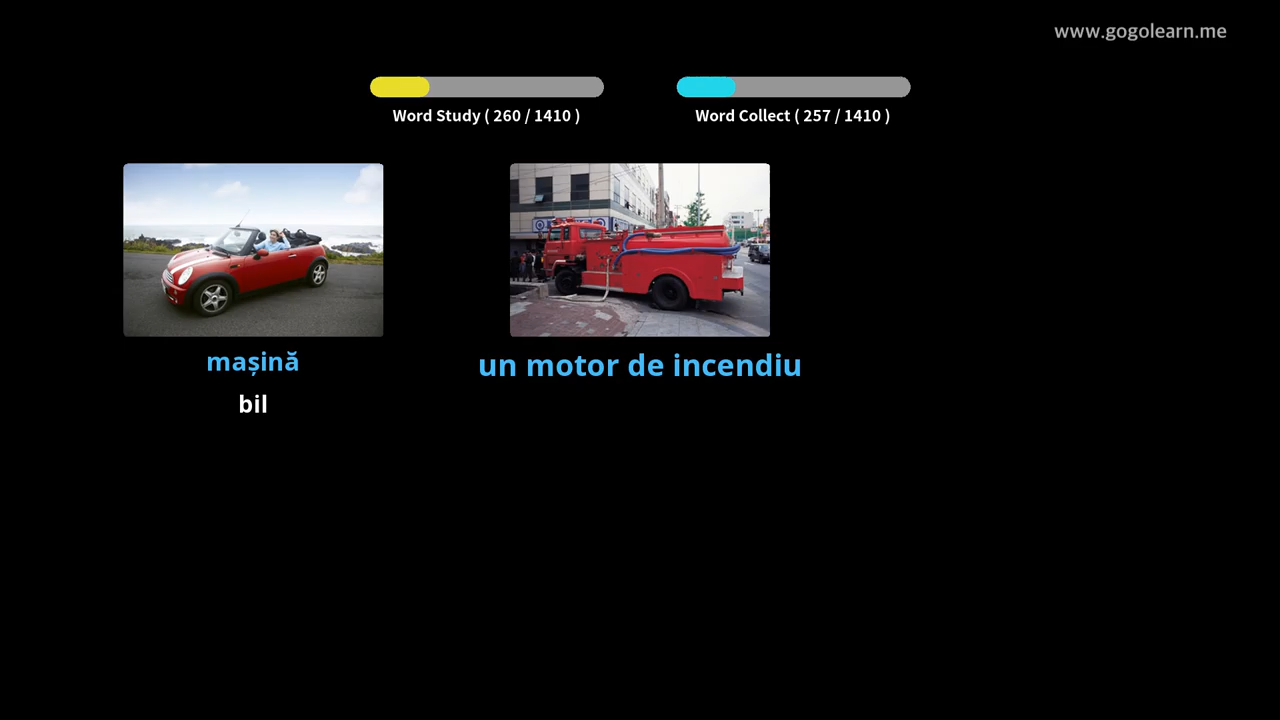 www.gogolearn.me
Word Study ( 260 / 1410 )
Word Collect ( 257 / 1410 )
mașină
bil
un motor de incendiu